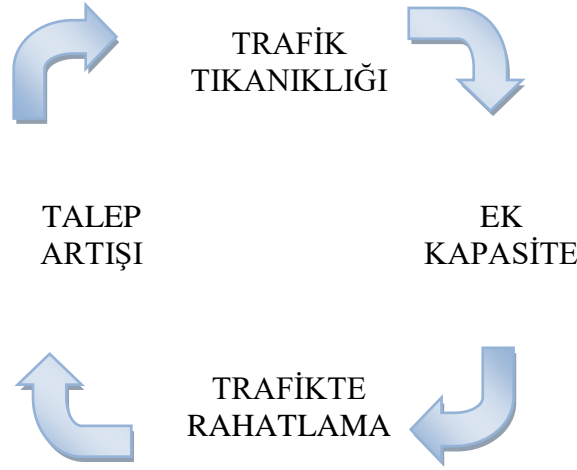 TRAFİK
TIKANIKLIĞI
TALEP
ARTIŞI
EK
KAPASİTE
TRAFİKTE
RAHATLAMA